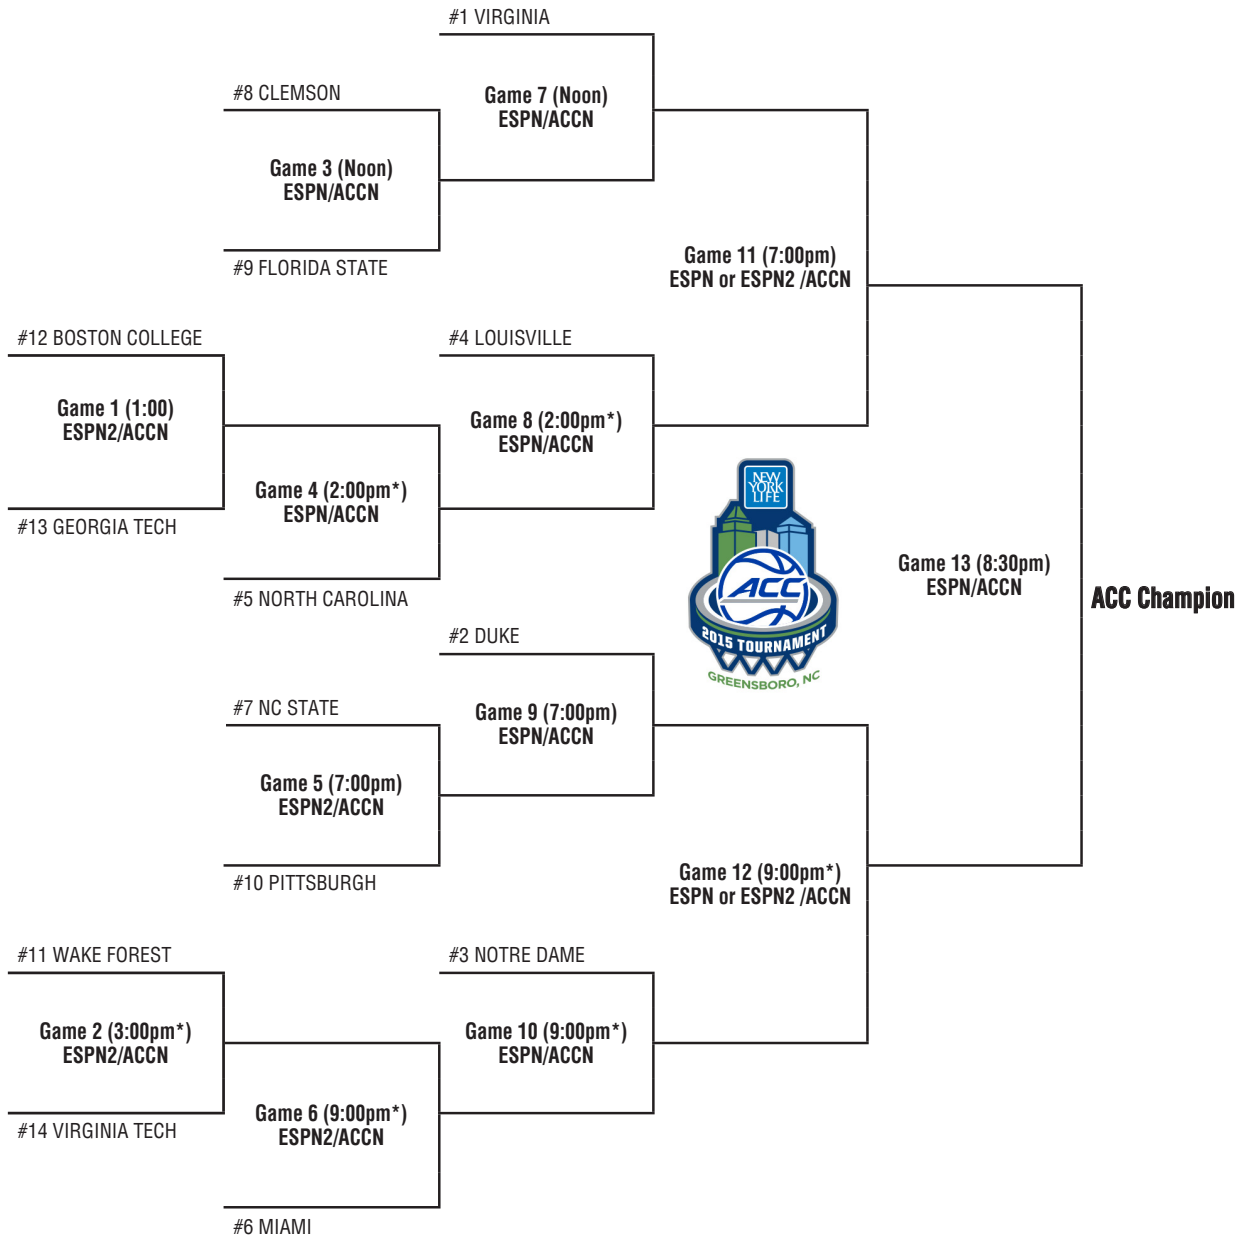 #1 VIRGINIA
#8 CLEMSON
Game 7 (Noon)
ESPN/ACCN
Game 3 (Noon)
ESPN/ACCN
#9 FLORIDA STATE
Game 11 (7:00pm)
ESPN or ESPN2 /ACCN
#12 BOSTON COLLEGE
#4 LOUISVILLE
Game 1 (1:00)
ESPN2/ACCN
Game 8 (2:00pm*)
ESPN/ACCN
Game 4 (2:00pm*)
ESPN/ACCN
#13 GEORGIA TECH
#5 NORTH CAROLINA
NEW
YORK
LIFE
ACC
2015 TOURNAMENT
GREENSBORO, NC
Game 13 (8:30pm)
ESPN/ACCN
ACC Champion
#2 DUKE
#7 NC STATE
Game 9 (7:00pm)
ESPN/ACCN
Game 5 (7:00pm)
ESPN2/ACCN
#10 PITTSBURGH
Game 12 (9:00pm*)
ESPN or ESPN2 /ACCN
#11 WAKE FOREST
#3 NOTRE DAME
Game 2 (3:00pm*)
ESPN2/ACCN
Game 10 (9:00pm*)
ESPN/ACCN
Game 6 (9:00pm*)
ESPN2/ACCN
#14 VIRGINIA TECH
#6 MIAMI